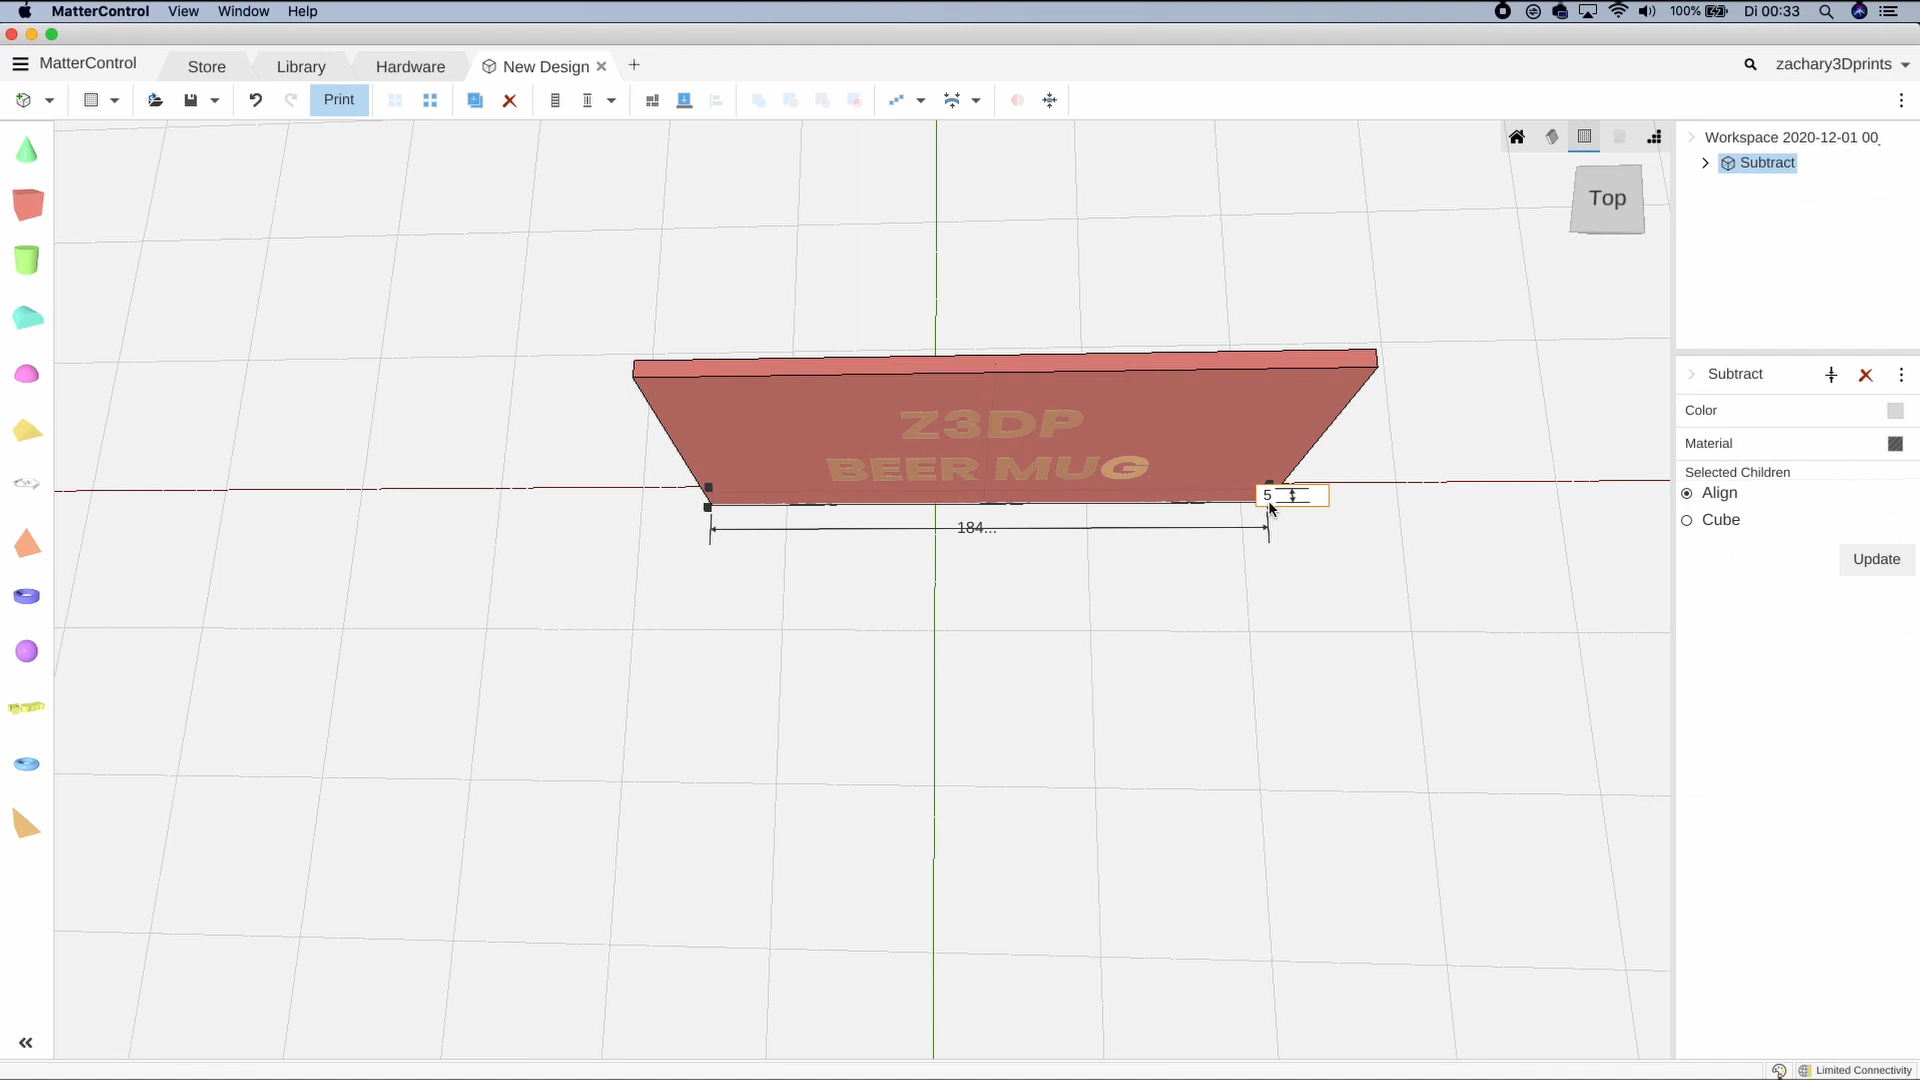 MatterControl View Window Help 100% Di 00:33
MatterControl Store Library Hardware New Design zachary3Dprints
Print
Workspace 2020-12-01 00
Subtract
Top
Subtract
Color
Material
Selected Children
Align
Cube
Update
Z3DP
BEER MUG
5
184...
Limited Connectivity